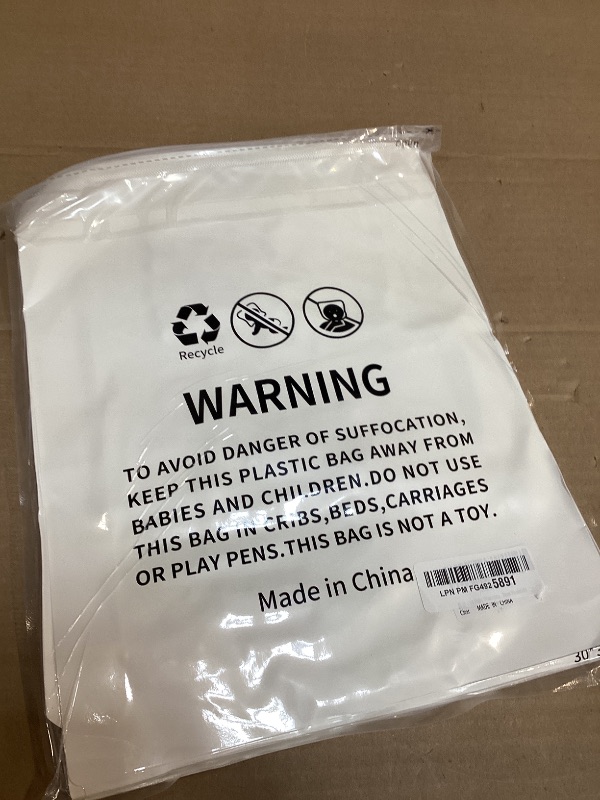 Recycle
WARNING
TO AVOID DANGER OF SUFFOCATION,
KEEP THIS PLASTIC BAG AWAY FROM
BABIES AND CHILDREN.DO NOT USE
THIS BAG IN CRIBS,BEDS,CARRIAGES
OR PLAY PENS.THIS BAG IS NOT A TOY.
Made in China
LPN PM FG4925891
MADE IN CHINA
30"